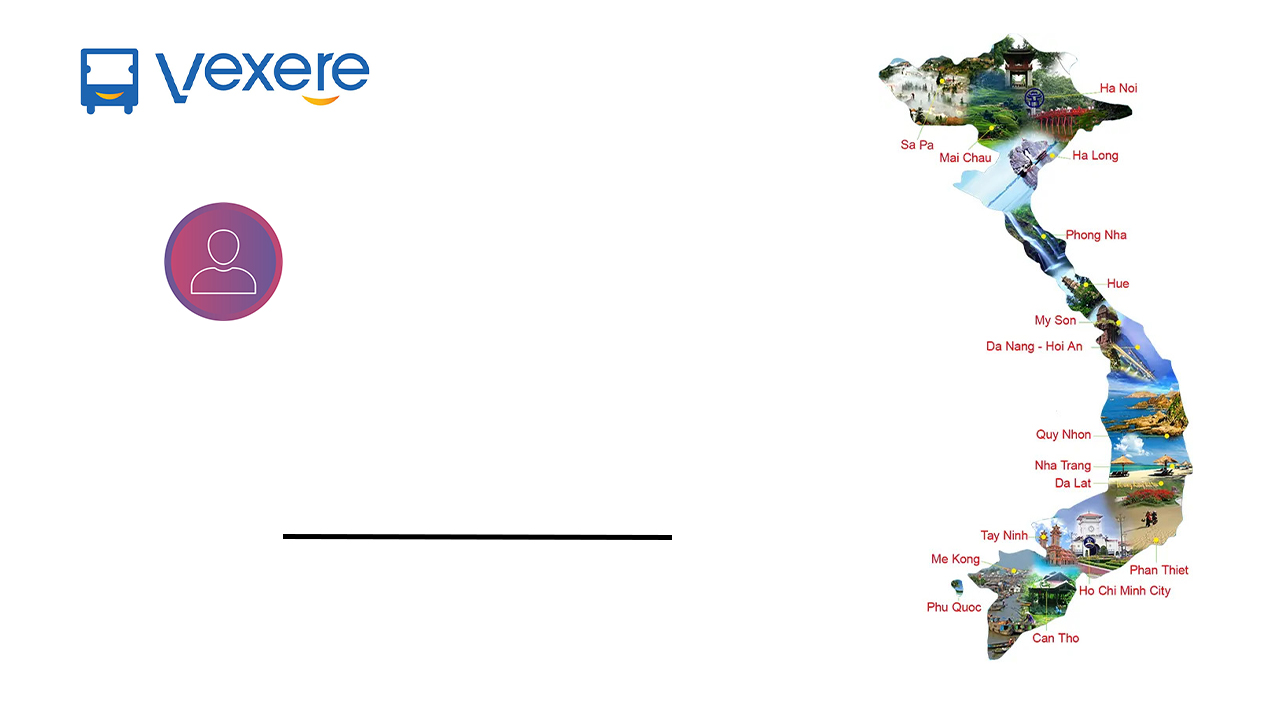 Vexere
Ha Noi
Sa Pa
Mai Chau
Ha Long
Phong Nha
Hue
My Son
Da Nang - Hoi An
Quy Nhon
Nha Trang
Da Lat
Tay Ninh
Me Kong
Phan Thiet
Ho Chi Minh City
Phu Quoc
Can Tho